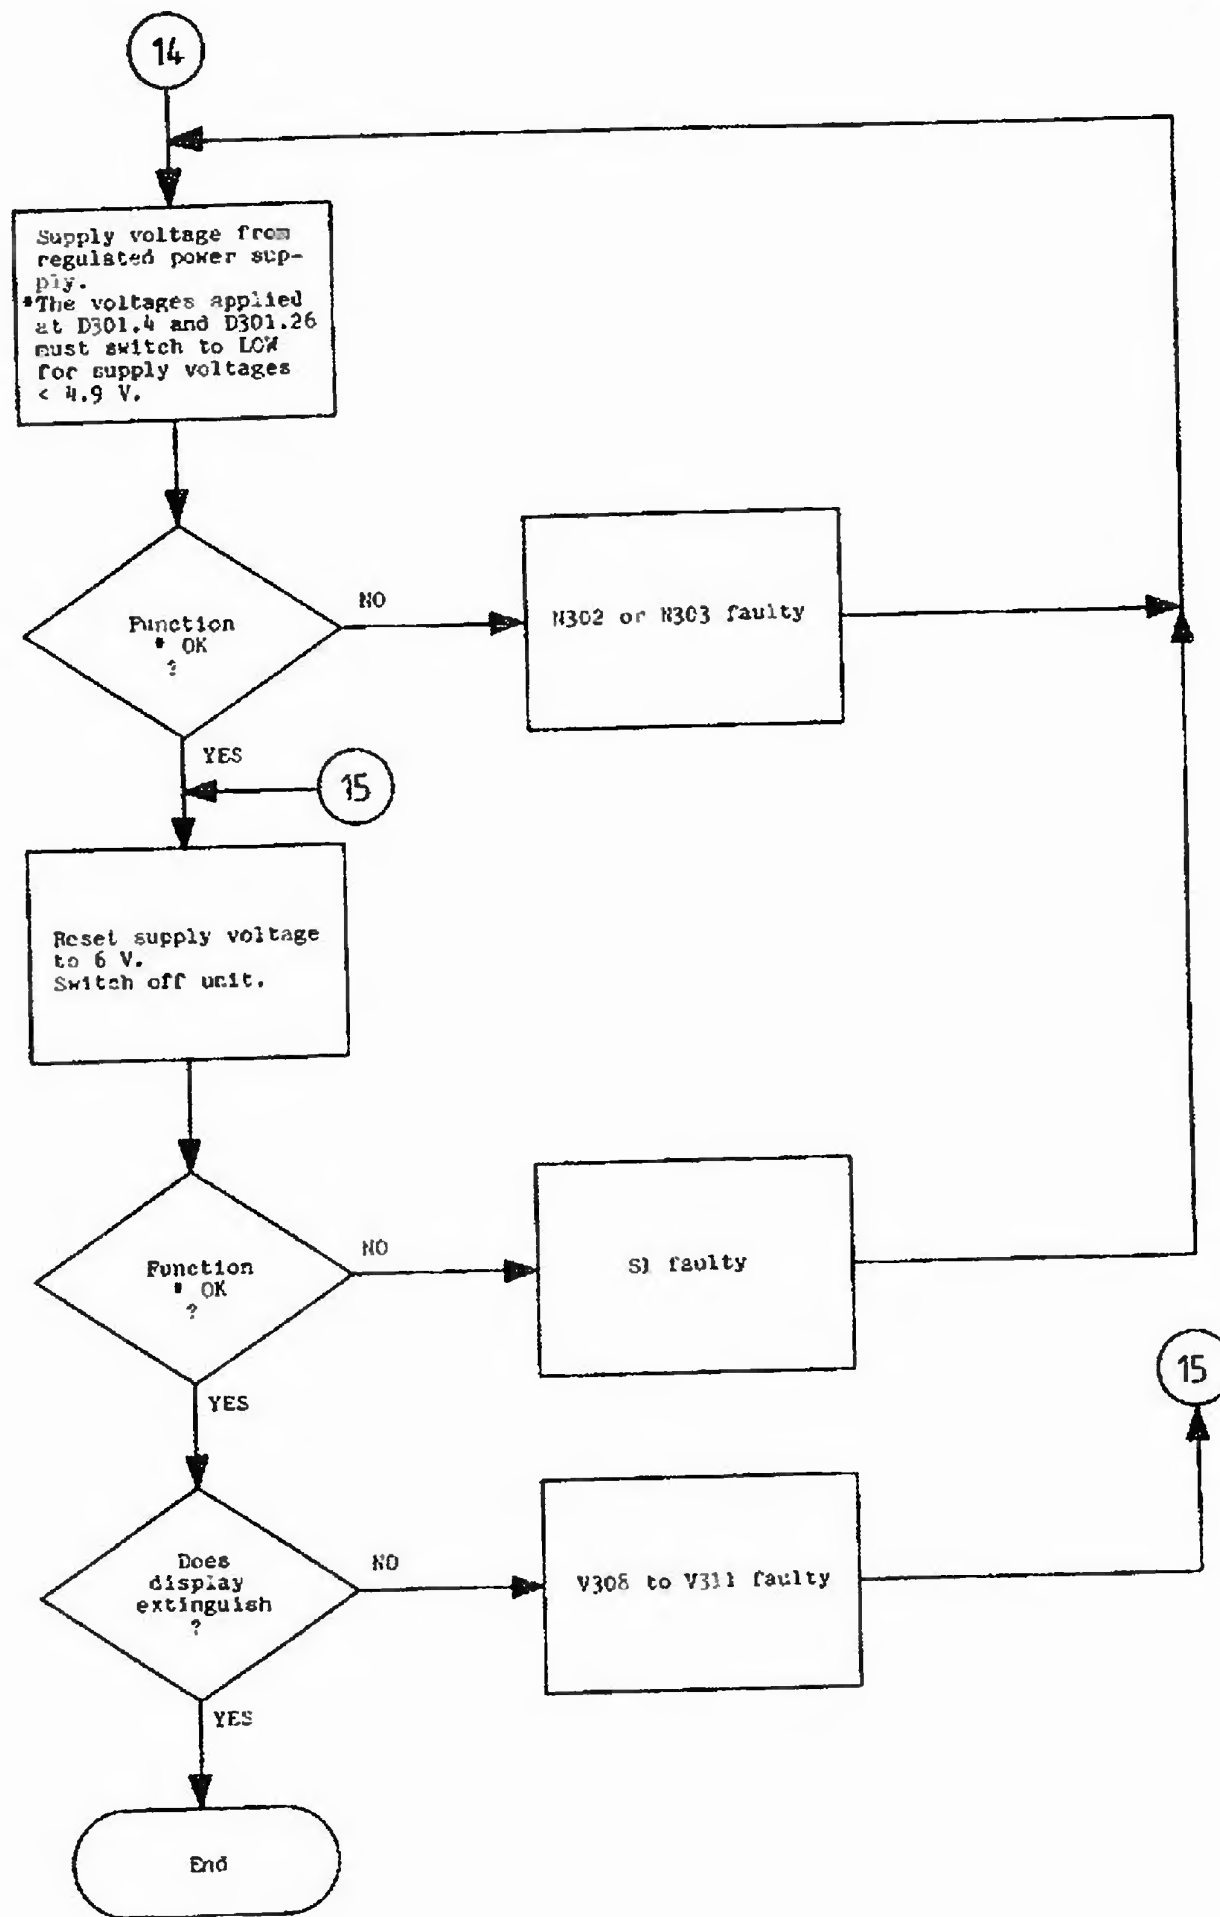 14
Supply voltage from
regulated power sup-
ply.
*The voltages applied
at D301.4 and D301.26
must switch to LOW
for supply voltages
< 4.9 V.
Function
* OK
?
NO
N302 or N303 faulty
YES
15
Reset supply voltage
to 6 V.
Switch off unit.
Function
* OK
?
NO
S1 faulty
YES
15
Does
display
extinguish
?
NO
V308 to V311 faulty
YES
End